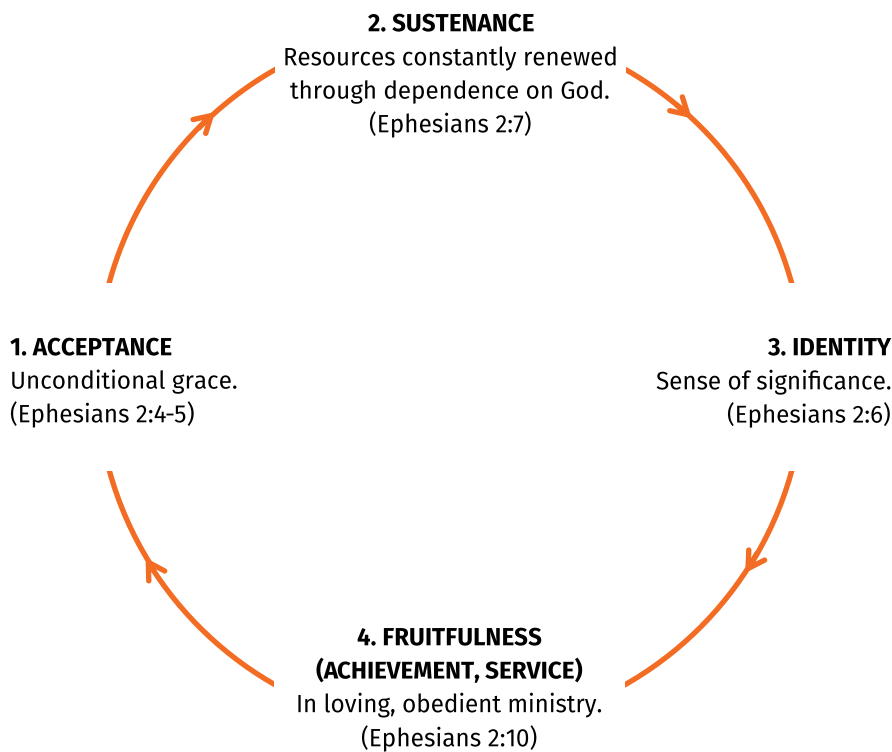 2. SUSTENANCE
Resources constantly renewed
through dependence on God.
(Ephesians 2:7)
1. ACCEPTANCE
Unconditional grace.
(Ephesians 2:4-5)
3. IDENTITY
Sense of significance.
(Ephesians 2:6)
4. FRUITFULNESS
(ACHIEVEMENT, SERVICE)
In loving, obedient ministry.
(Ephesians 2:10)